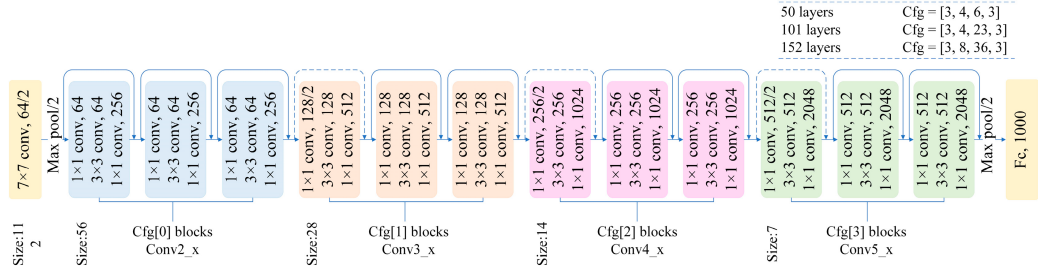 50 layers Cfg = [3, 4, 6, 3]
101 layers Cfg = [3, 4, 23, 3]
152 layers Cfg = [3, 8, 36, 3]
7×7 conv, 64/2
Max pool/2
1×1 conv, 64
3×3 conv, 64
1×1 conv, 256
1×1 conv, 64
3×3 conv, 64
1×1 conv, 256
1×1 conv, 64
3×3 conv, 64
1×1 conv, 256
1×1 conv, 128/2
3×3 conv, 128
1×1 conv, 512
1×1 conv, 128
3×3 conv, 128
1×1 conv, 512
1×1 conv, 128
3×3 conv, 128
1×1 conv, 512
1×1 conv, 256/2
3×3 conv, 256
1×1 conv, 1024
1×1 conv, 256
3×3 conv, 256
1×1 conv, 1024
1×1 conv, 256
3×3 conv, 256
1×1 conv, 1024
1×1 conv, 512/2
3×3 conv, 512
1×1 conv, 2048
1×1 conv, 512
3×3 conv, 512
1×1 conv, 2048
1×1 conv, 512
3×3 conv, 512
1×1 conv, 2048
Max pool/2
Fc, 1000
Size:11
2
Size:56
Cfg[0] blocks
Conv2_x
Size:28
Cfg[1] blocks
Conv3_x
Size:14
Cfg[2] blocks
Conv4_x
Size:7
Cfg[3] blocks
Conv5_x